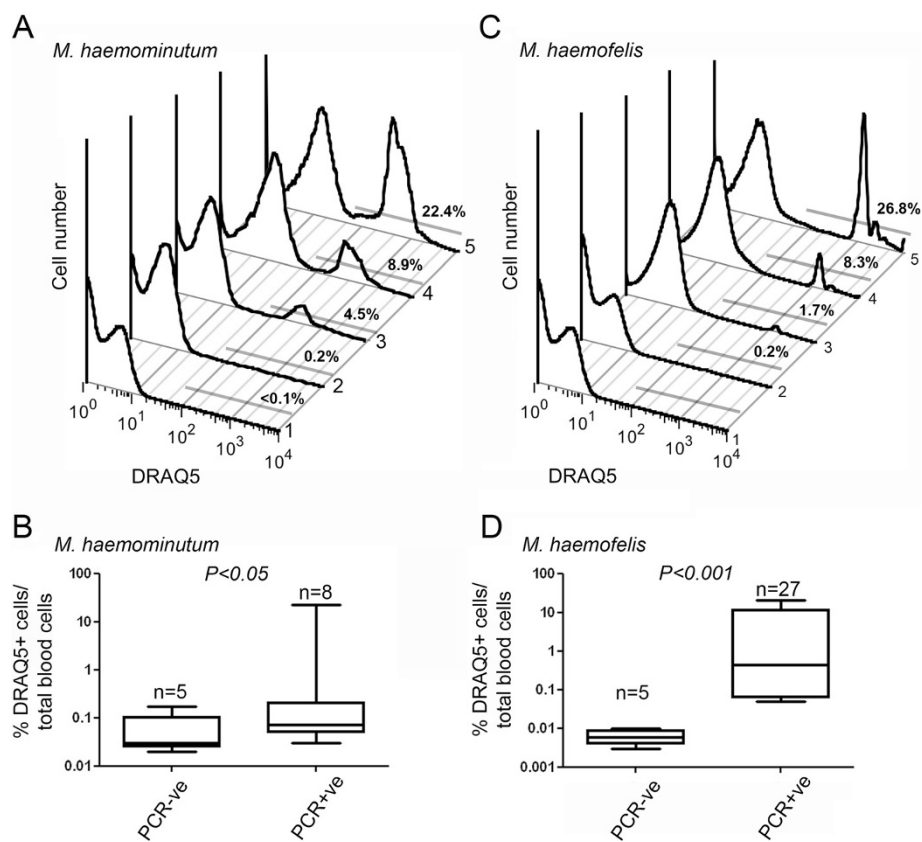 A
M. haemominutum
Cell number
22.4%
8.9%
4.5%
0.2%
<0.1%
5
4
3
2
1
10^0
10^1
10^2
10^3
10^4
DRAQ5
C
M. haemofelis
Cell number
26.8%
8.3%
1.7%
0.2%
5
4
3
2
1
10^0
10^1
10^2
10^3
10^4
DRAQ5
B
M. haemominutum
P<0.05
% DRAQ5+ cells/
total blood cells
100
10
1
0.1
0.01
n=5
n=8
PCR-ve
PCR+ve
D
M. haemofelis
P<0.001
% DRAQ5+ cells/
total blood cells
100
10
1
0.1
0.01
0.001
n=5
n=27
PCR-ve
PCR+ve